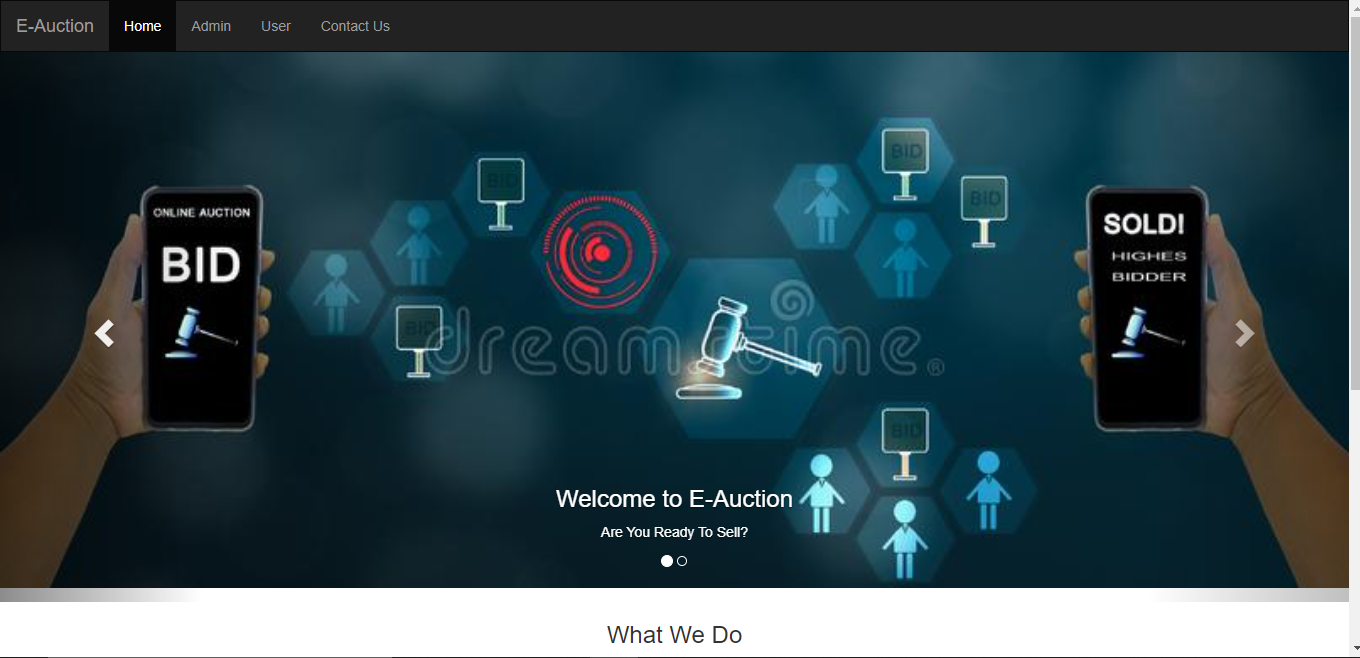 E-Auction Home Admin User Contact Us
ONLINE AUCTION
BID
BID
BID
BID
BID
SOLD!
HIGHES
BIDDER
dreamstime®
BID
Welcome to E-Auction
Are You Ready To Sell?
What We Do